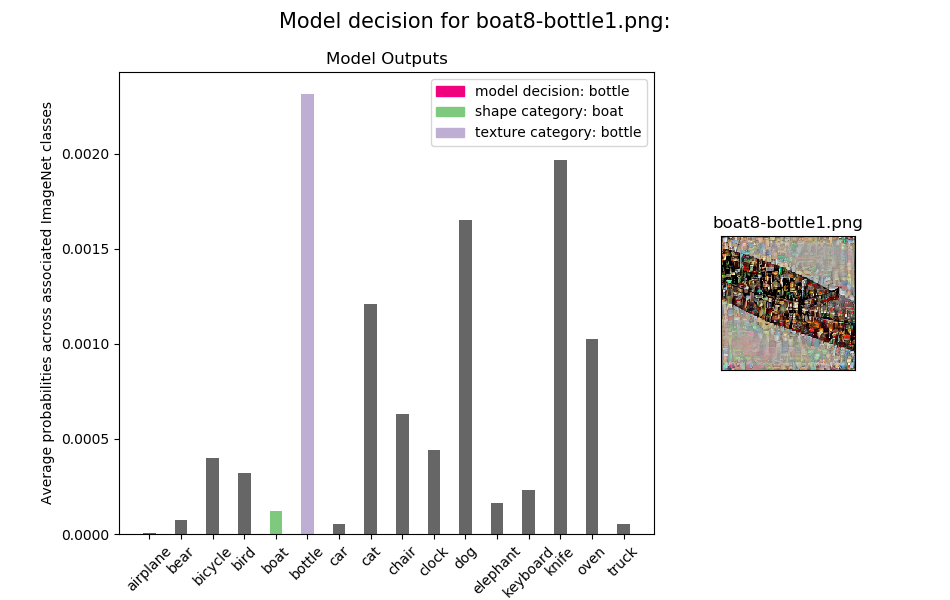 Model decision for boat8-bottle1.png:
Model Outputs
Average probabilities across associated ImageNet classes
0.0020
0.0015
0.0010
0.0005
0.0000
model decision: bottle
shape category: boat
texture category: bottle
airplane
bear
bicycle
bird
boat
bottle
car
cat
chair
clock
dog
elephant
keyboard
knife
oven
truck
boat8-bottle1.png